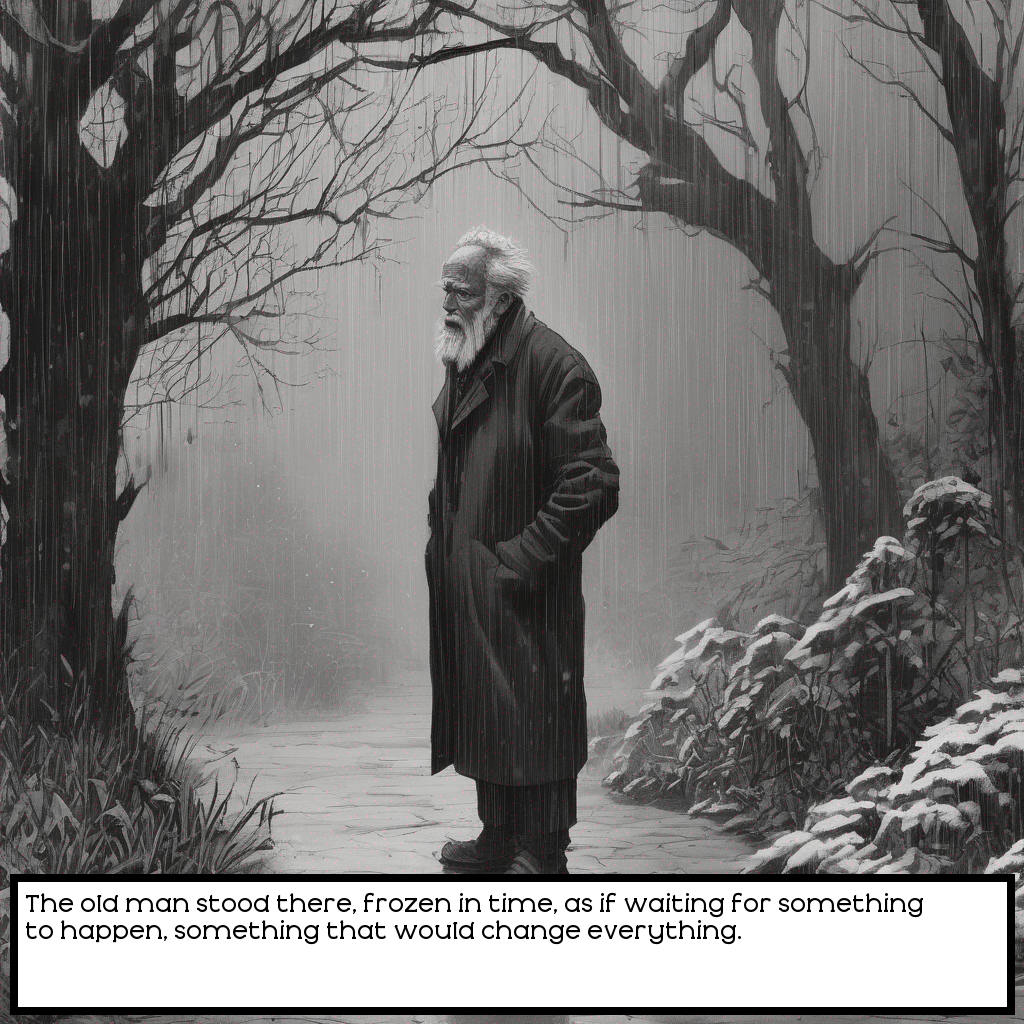 The old man stood there, frozen in time, as if waiting for something
to happen, something that would change everything.